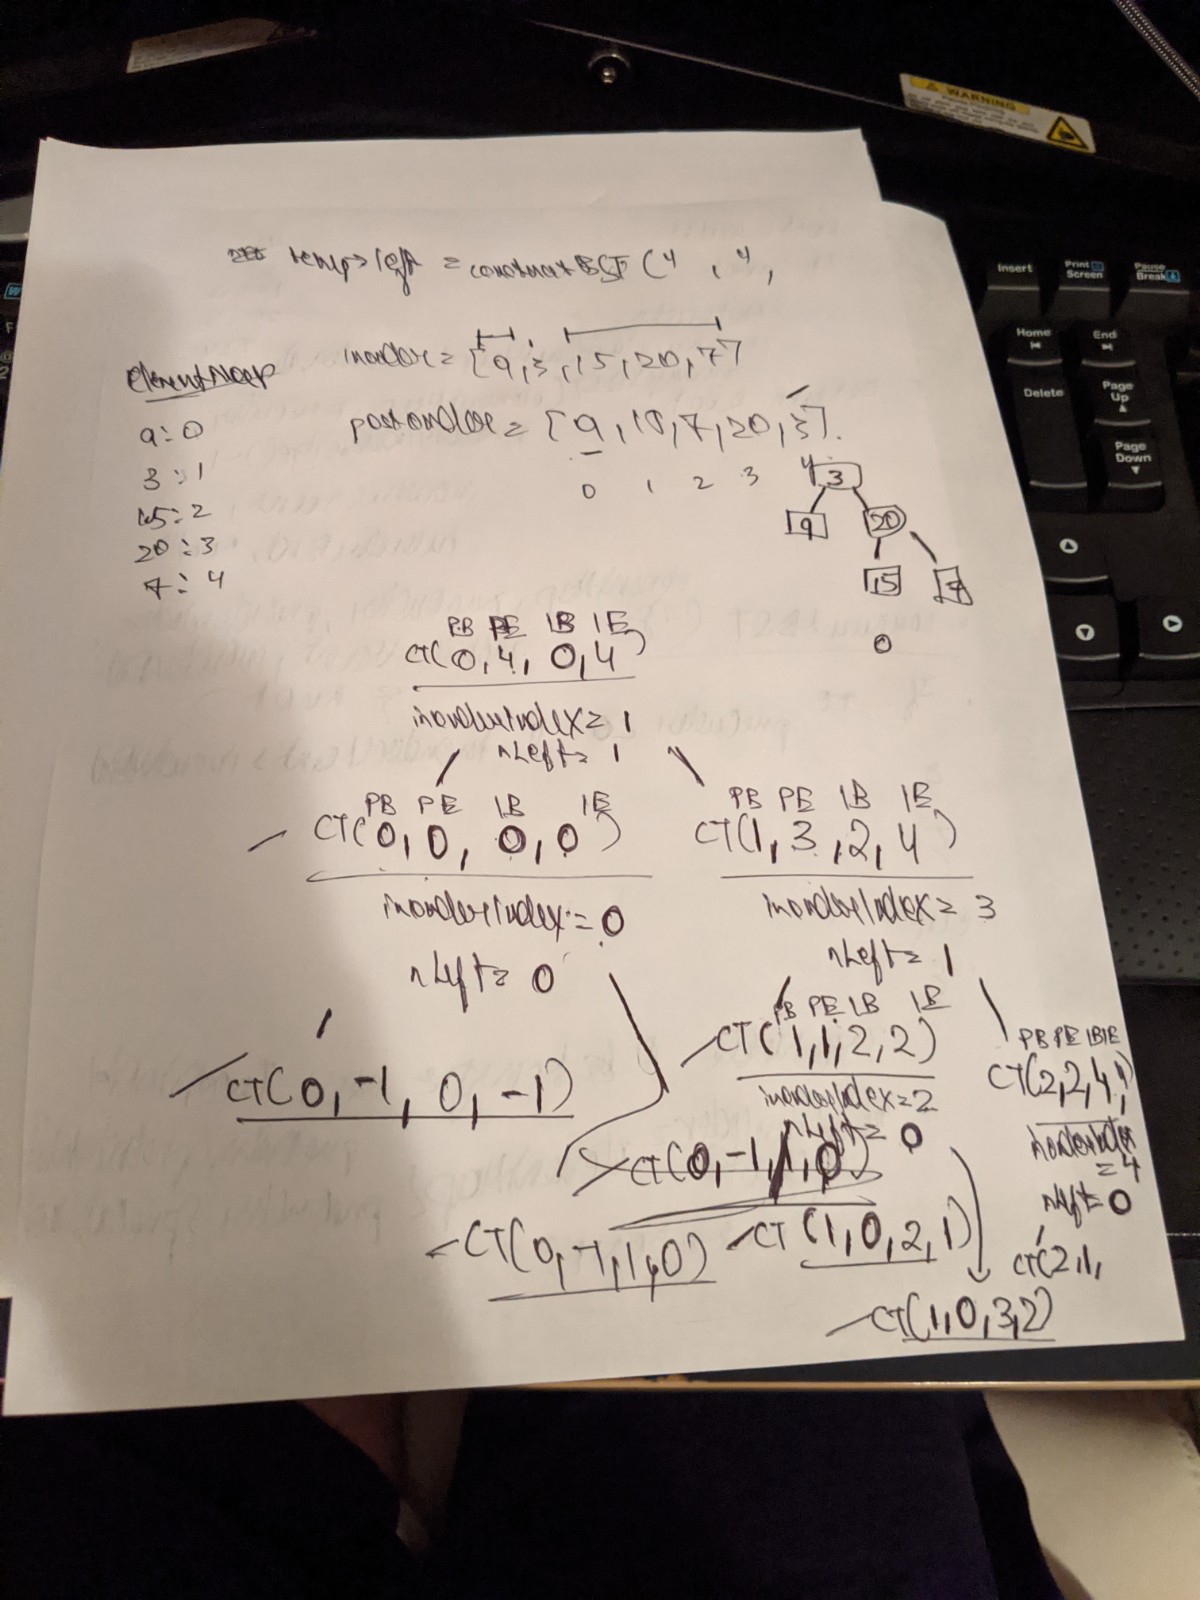 WARNING
Insert
Print Screen
Pause Break
Home
End
Delete
Page Up
Page Down
temp->left = constructBST (4 , 4,
inorder = [9,3,15,20,7]
elementMap
postorder = [9,15,7,20,3].
9:0
3:1
15:2
20:3
7:4
0 1 2 3 4
3
9 20
15 7
0
PB PE IB IE
CT(0,4,0,4)
inorderIndex = 1
nLeft = 1
PB PE IB IE
CT(0,0,0,0)
PB PE IB IE
CT(1,3,2,4)
inorderIndex = 0
nLeft = 0
inorderIndex = 3
nLeft = 1
CT(0,-1,0,-1)
PB PE IB IE
CT(1,1,2,2)
inorderIndex = 2
nLeft = 0
PB PE IB IE
CT(2,2,4,4
inorderIndex
= 4
nLeft = 0
CT(0,-1,1,0)
CT(0,-1,1,0)
CT(1,0,2,1)
CT(2,1,
CT(1,0,3,2)